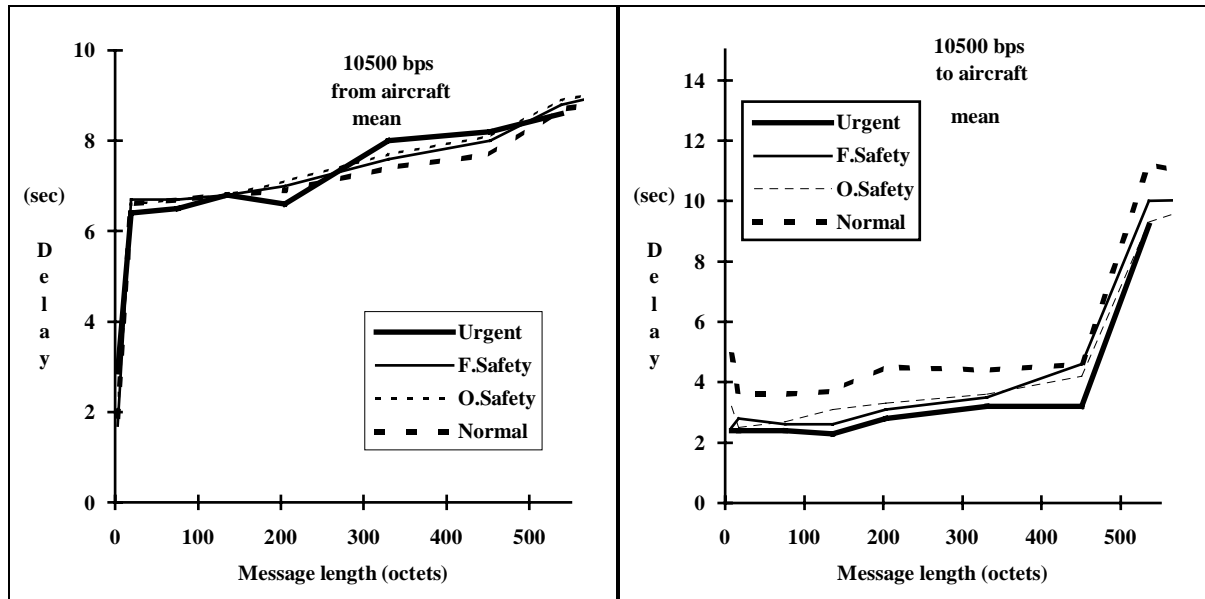 10
8
6
4
2
0
(sec)
D
e
l
a
y
10500 bps
from aircraft
mean
Urgent
F.Safety
O.Safety
Normal
0 100 200 300 400 500
Message length (octets)
14
12
10
8
6
4
2
0
(sec)
D
e
l
a
y
10500 bps
to aircraft
mean
Urgent
F.Safety
O.Safety
Normal
0 100 200 300 400 500
Message length (octets)